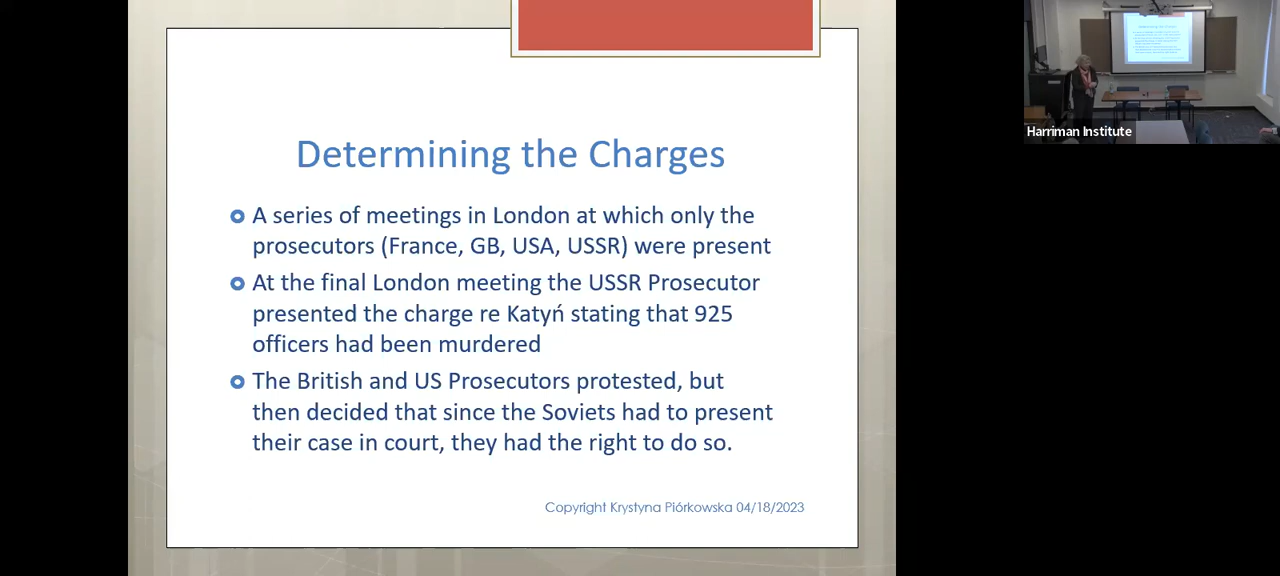 Determining the Charges
A series of meetings in London at which only the
prosecutors (France, GB, USA, USSR) were present
At the final London meeting the USSR Prosecutor
presented the charge re Katyń stating that 925
officers had been murdered
The British and US Prosecutors protested, but
then decided that since the Soviets had to present
their case in court, they had the right to do so.
Copyright Krystyna Piórkowska 04/18/2023
Harriman Institute